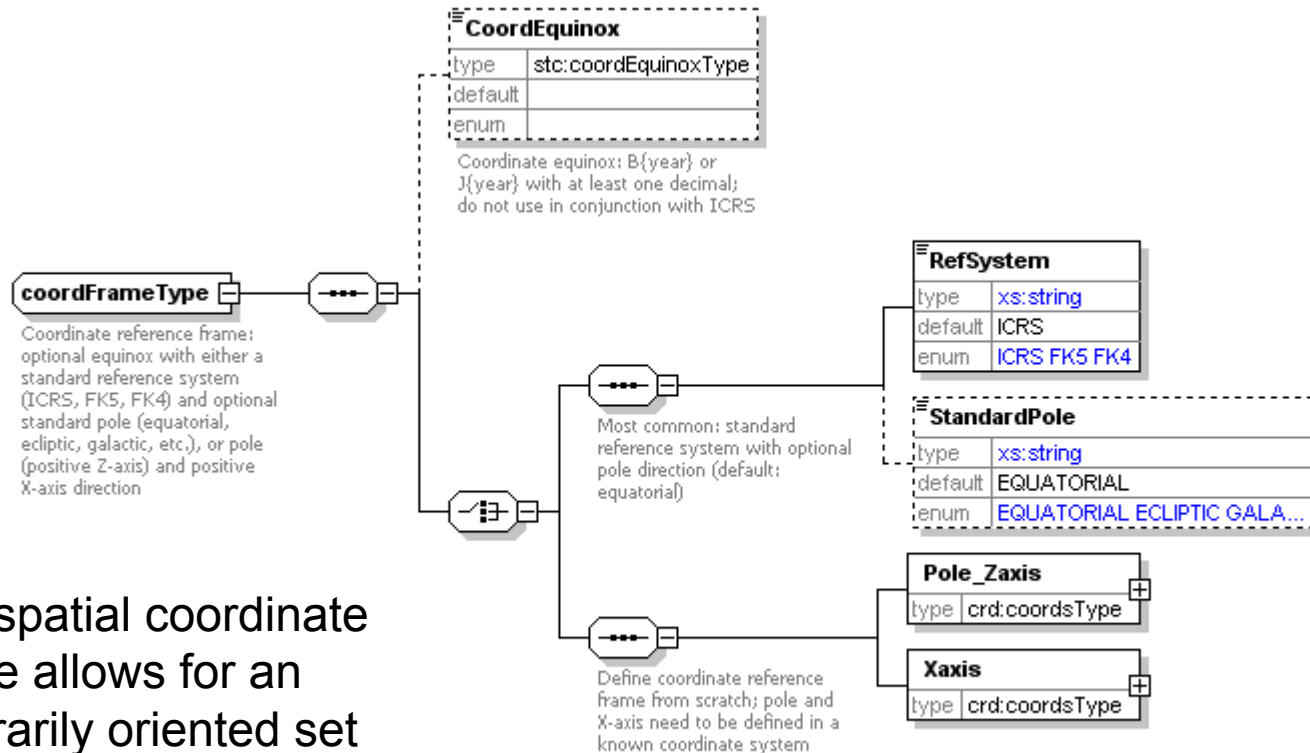 CoordEquinox
type stc:coordEquinoxType
default
enum
Coordinate equinox: B{year} or
J{year} with at least one decimal;
do not use in conjunction with ICRS
coordFrameType
Coordinate reference frame:
optional equinox with either a
standard reference system
(ICRS, FK5, FK4) and optional
standard pole (equatorial,
ecliptic, galactic, etc.), or pole
(positive Z-axis) and positive
X-axis direction
RefSystem
type xs:string
default ICRS
enum ICRS FK5 FK4
Most common: standard
reference system with optional
pole direction (default:
equatorial)
StandardPole
type xs:string
default EQUATORIAL
enum EQUATORIAL ECLIPTIC GALA...
Pole_Zaxis
type crd:coordsType
Xaxis
type crd:coordsType
Define coordinate reference
frame from scratch; pole and
X-axis need to be defined in a
known coordinate system
spatial coordinate
e allows for an
rarily oriented set